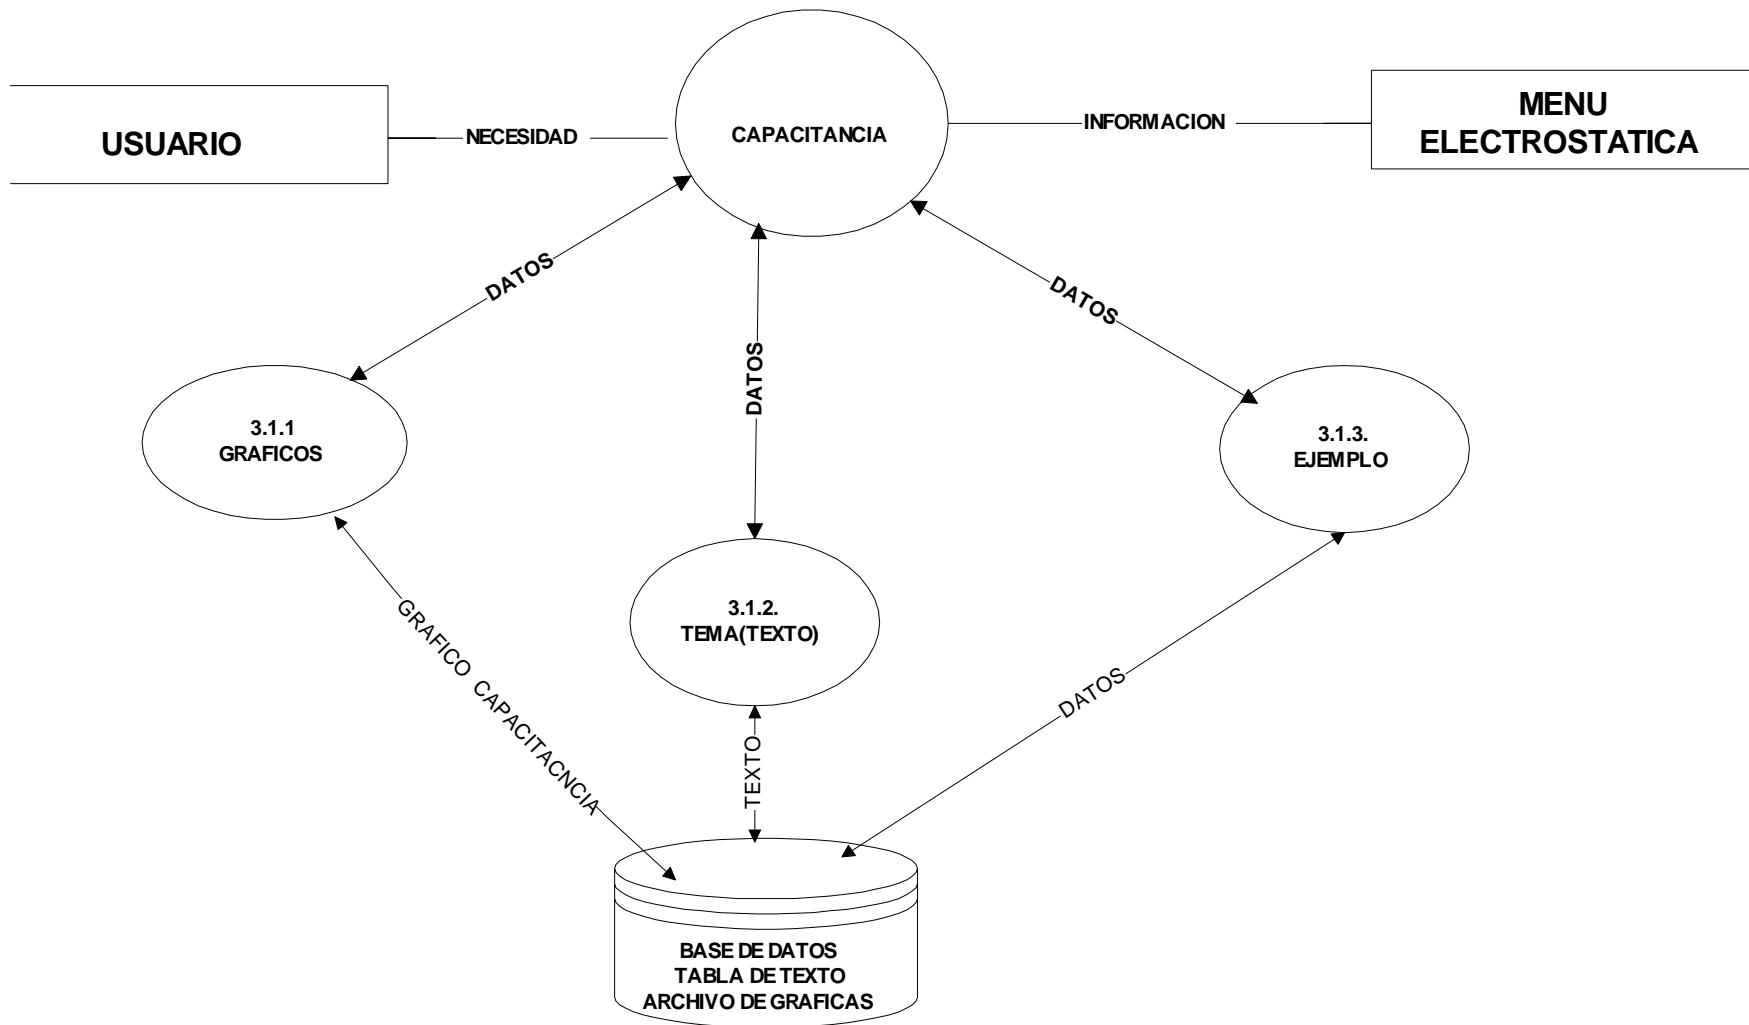 USUARIO
NECESIDAD
CAPACITANCIA
INFORMACION
MENU
ELECTROSTATICA
DATOS
DATOS
DATOS
3.1.1
GRAFICOS
3.1.2.
TEMA(TEXTO)
3.1.3.
EJEMPLO
GRAFICO CAPACITACNCIA
TEXTO
DATOS
BASE DE DATOS
TABLA DE TEXTO
ARCHIVO DE GRAFICAS